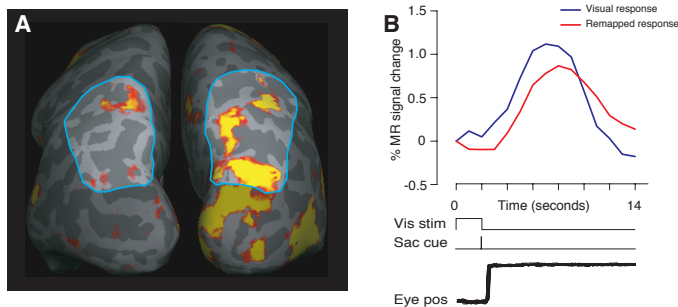 A
B
Visual response
Remapped response
% MR signal change
1.5
1.0
0.5
0
-0.5
0
Time (seconds)
14
Vis stim
Sac cue
Eye pos